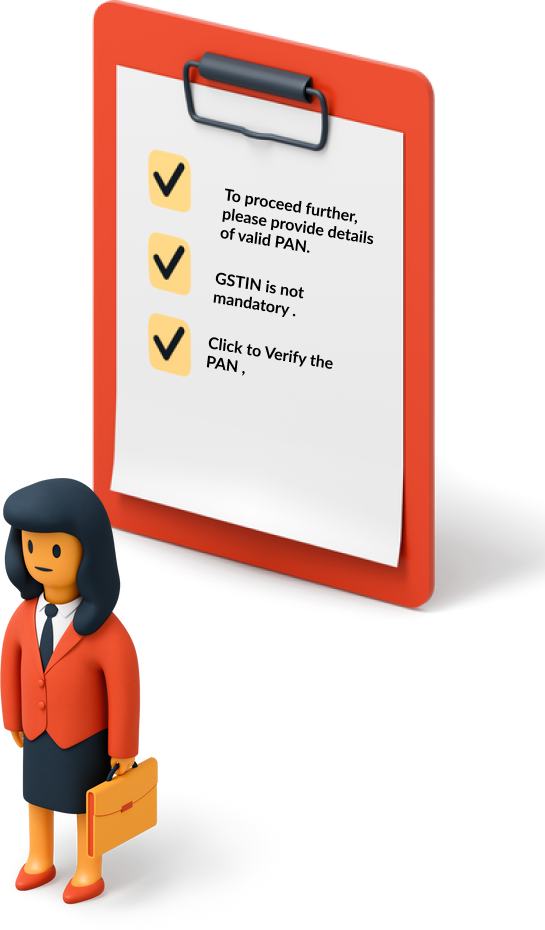 To proceed further,
please provide details
of valid PAN.
GSTIN is not
mandatory .
Click to Verify the
PAN ,